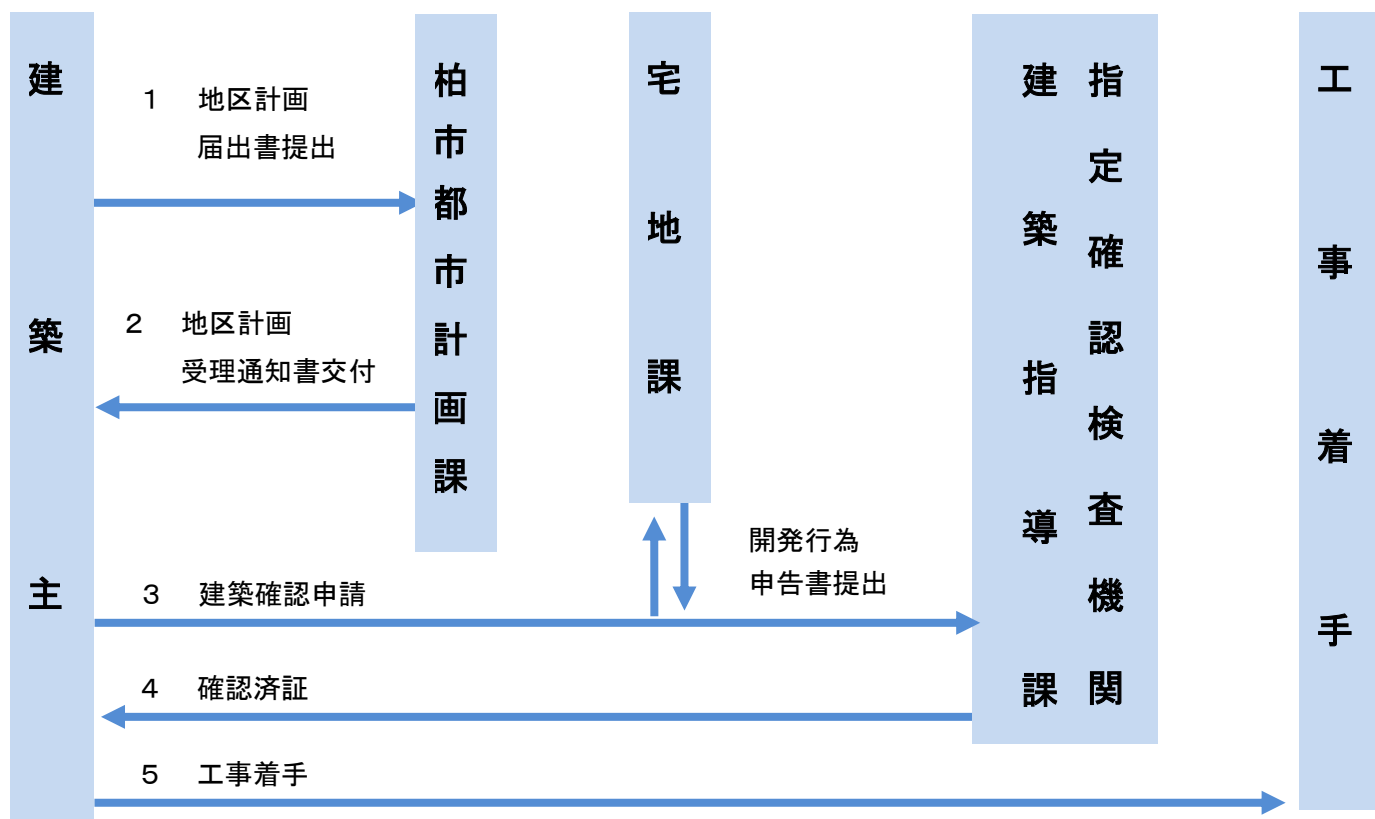 建築主
柏市都市計画課
宅地課
建築指導課
指定確認検査機関
工事着手
１ 地区計画
届出書提出
２ 地区計画
受理通知書交付
開発行為
申告書提出
３ 建築確認申請
４ 確認済証
５ 工事着手